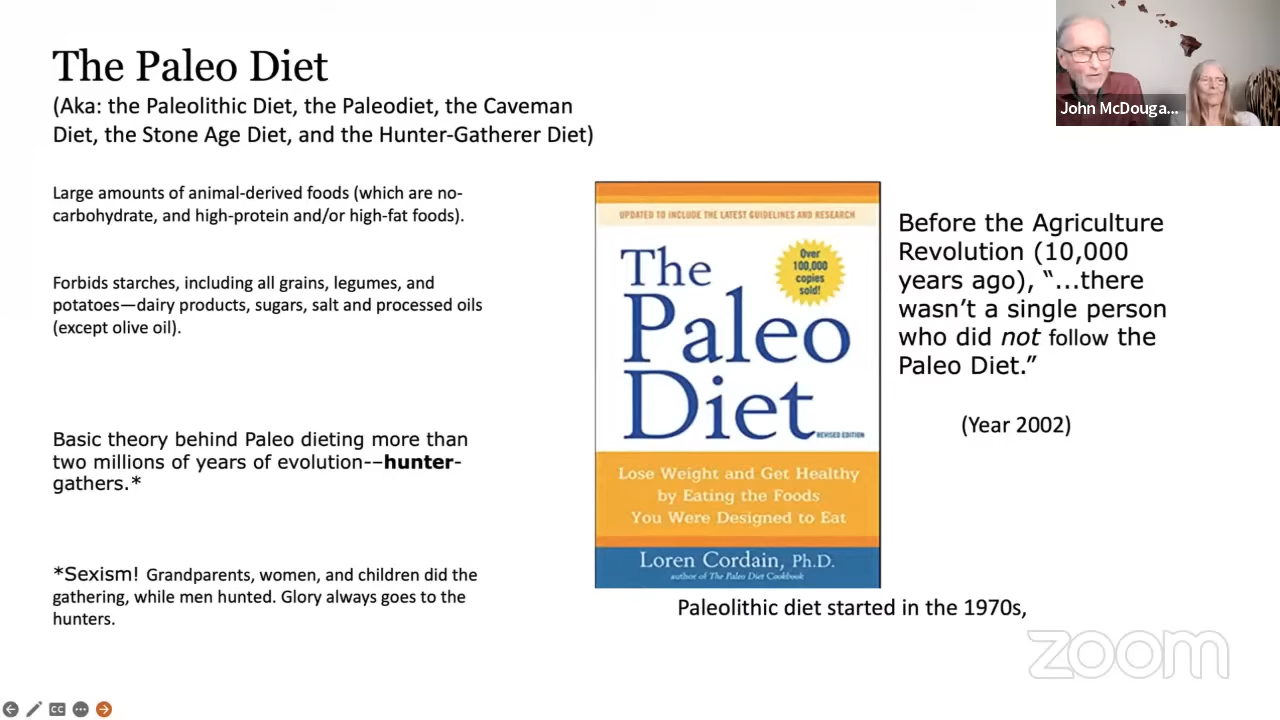 The Paleo Diet
(Aka: the Paleolithic Diet, the Paleodiet, the Caveman
Diet, the Stone Age Diet, and the Hunter-Gatherer Diet)
John McDouga...
Large amounts of animal-derived foods (which are no-
carbohydrate, and high-protein and/or high-fat foods).
Forbids starches, including all grains, legumes, and
potatoes—dairy products, sugars, salt and processed oils
(except olive oil).
Basic theory behind Paleo dieting more than
two millions of years of evolution-–hunter-
gathers.*
*Sexism! Grandparents, women, and children did the
gathering, while men hunted. Glory always goes to the
hunters.
UPDATED TO INCLUDE THE LATEST GUIDELINES AND RESEARCH
The
Paleo
Diet
Over
100,000
copies
sold!
REVISED EDITION
Lose Weight and Get Healthy
by Eating the Foods
You Were Designed to Eat
Loren Cordain, Ph.D.
author of The Paleo Diet Cookbook
Before the Agriculture
Revolution (10,000
years ago), “...there
wasn’t a single person
who did not follow the
Paleo Diet.”
(Year 2002)
Paleolithic diet started in the 1970s,
zoom
CC